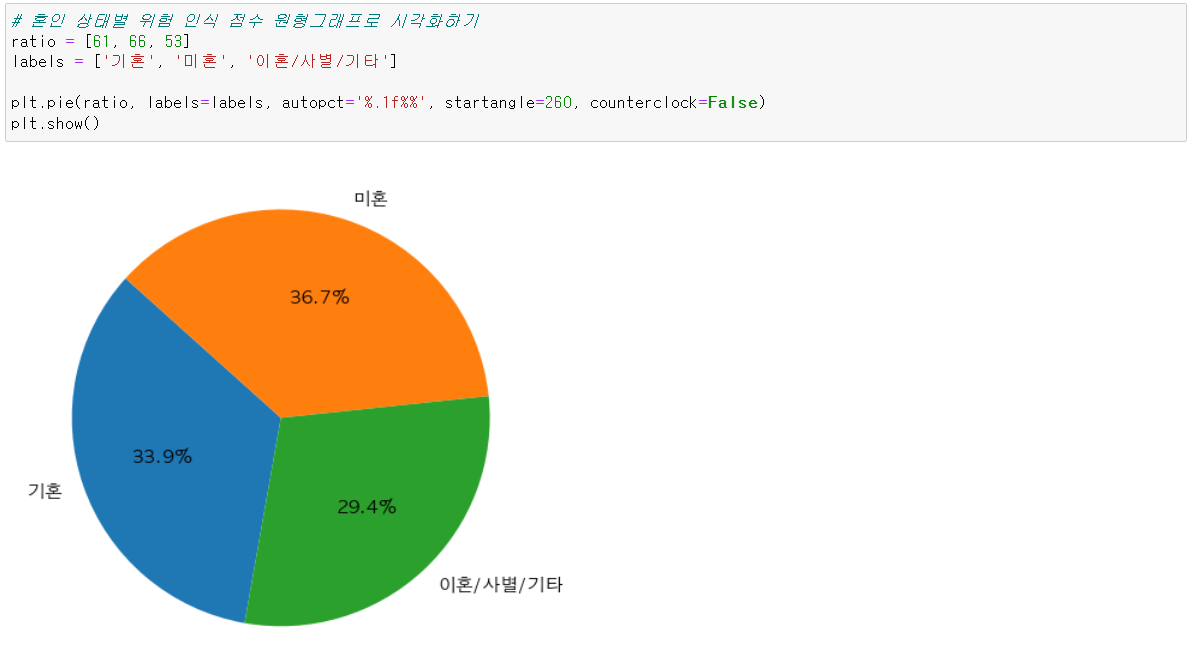 # 혼인 상태별 위험 인식 점수 원형그래프로 시각화하기
ratio = [61, 66, 53]
labels = ['기혼', '미혼', '이혼/사별/기타']
plt.pie(ratio, labels=labels, autopct='%.1f%%', startangle=260, counterclock=False)
plt.show()
미혼
36.7%
33.9%
기혼
29.4%
이혼/사별/기타